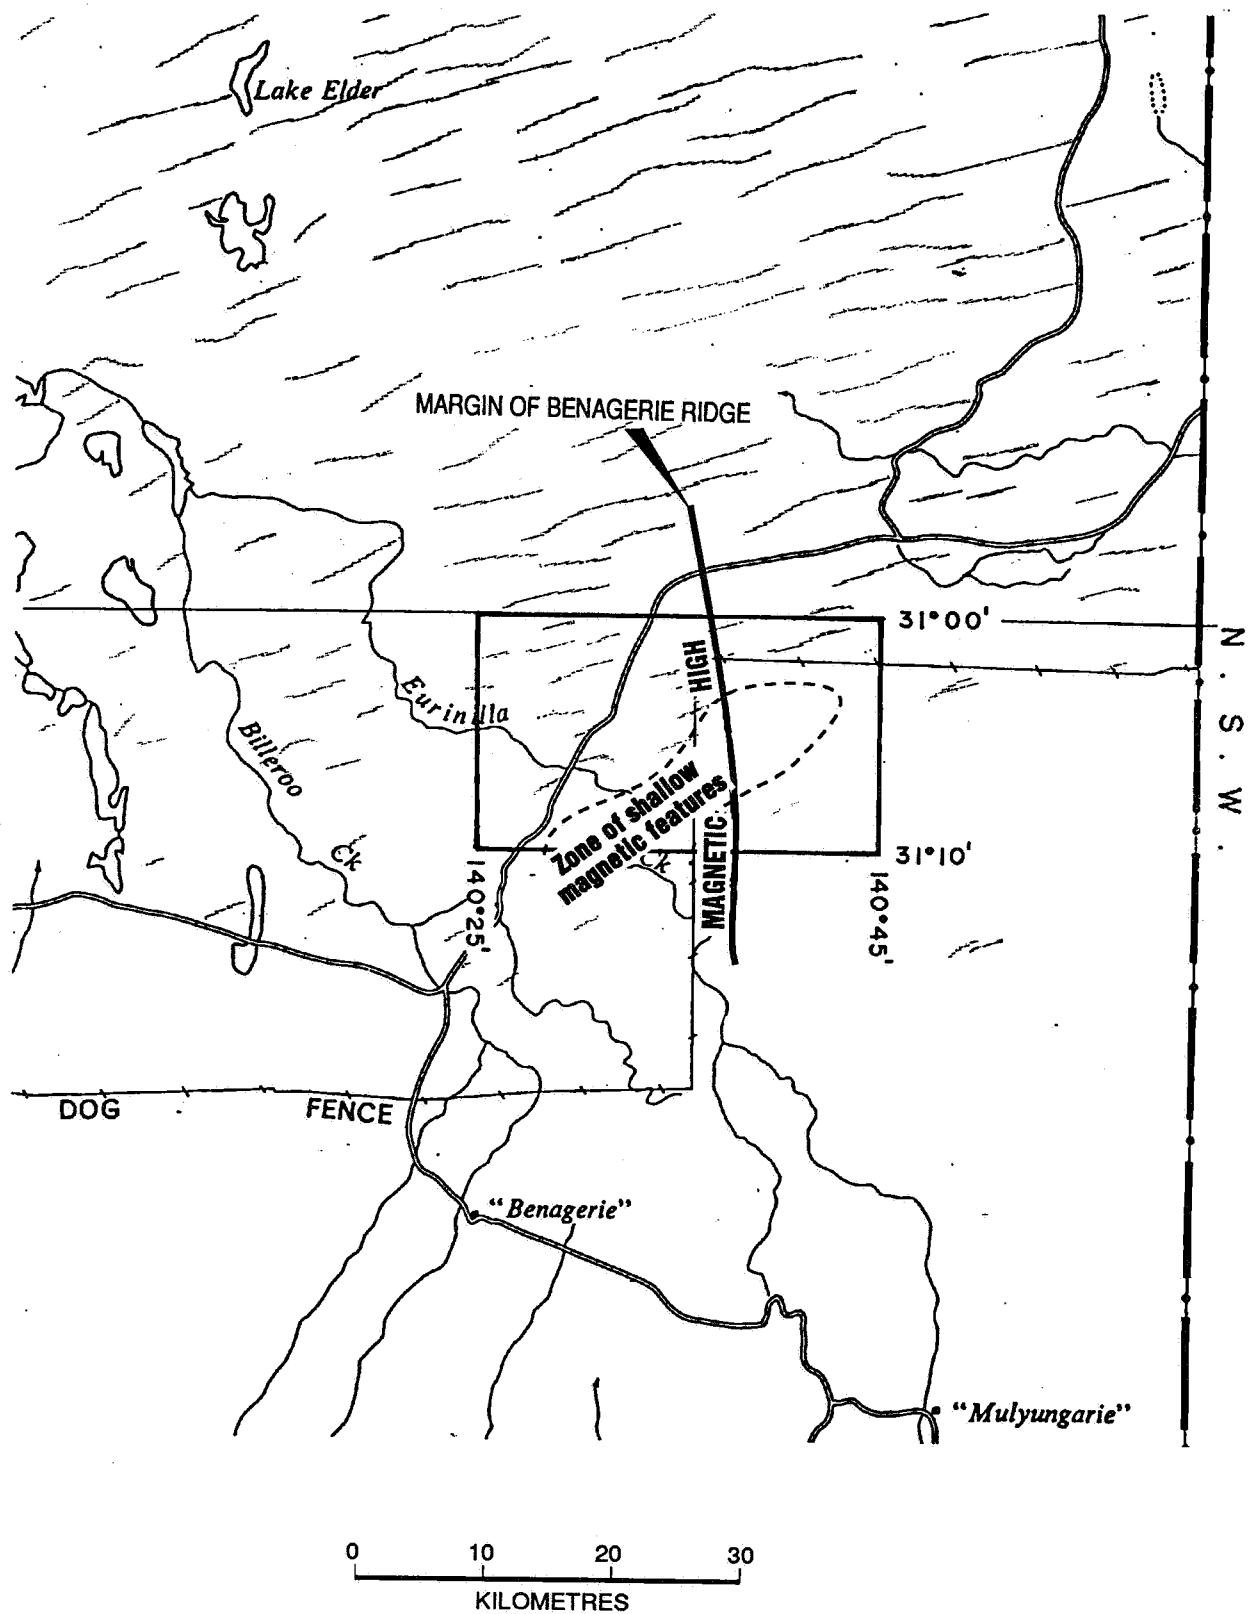 Lake Elder
MARGIN OF BENAGERIE RIDGE
31°00'
N.S.W.
HIGH
Eurinilla
Billeroo
Zone of shallow
magnetic features
MAGNETIC
Ck
Ck
31°10'
140°25'
140°45'
DOG FENCE
"Benagerie"
"Mulyungarie"
0 10 20 30
KILOMETRES